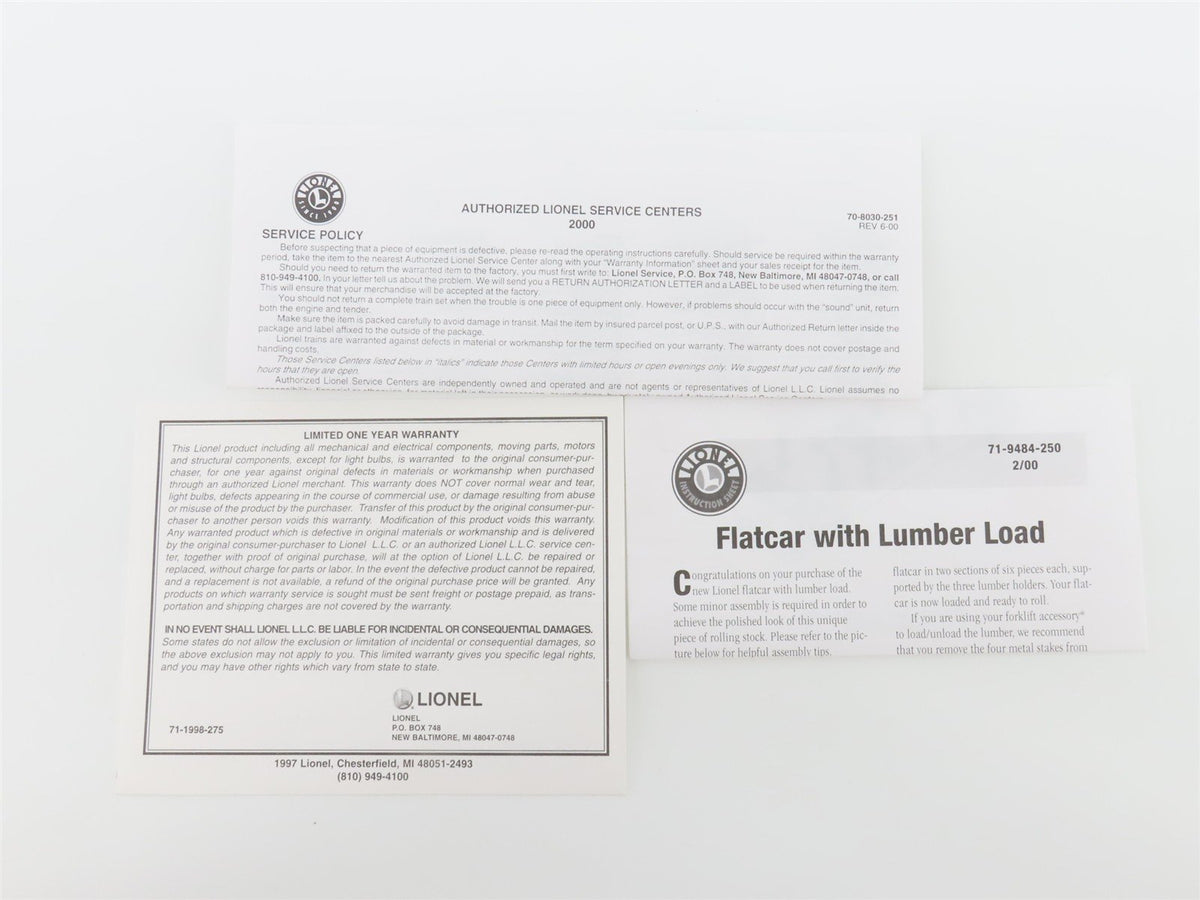 LIONEL
SINCE 1900
SERVICE POLICY
AUTHORIZED LIONEL SERVICE CENTERS
2000
70-8030-251
REV 6-00
Before suspecting that a piece of equipment is defective, please re-read the operating instructions carefully. Should service be required within the warranty
period, take the item to the nearest Authorized Lionel Service Center along with your "Warranty Information" sheet and your sales receipt for the item.
Should you need to return the warranted item to the factory, you must first write to: Lionel Service, P.O. Box 748, New Baltimore, MI 48047-0748, or call
810-949-4100. In your letter tell us about the problem. We will send you a RETURN AUTHORIZATION LETTER and a LABEL to be used when returning the item.
This will ensure that your merchandise will be accepted at the factory.
You should not return a complete train set when the trouble is one piece of equipment only. However, if problems should occur with the "sound" unit, return
both the engine and tender.
Make sure the item is packed carefully to avoid damage in transit. Mail the item by insured parcel post, or U.P.S., with our Authorized Return letter inside the
package and label affixed to the outside of the package.
Lionel trains are warranted against defects in material or workmanship for the term specified on your warranty. The warranty does not cover postage and
handling costs.
Those Service Centers listed below in "italics" indicate those Centers with limited hours or open evenings only. We suggest that you call first to verify the
hours that they are open.
Authorized Lionel Service Centers are independently owned and operated and are not agents or representatives of Lionel L.L.C. Lionel assumes no
LIMITED ONE YEAR WARRANTY
This Lionel product including all mechanical and electrical components, moving parts, motors
and structural components, except for light bulbs, is warranted to the original consumer-pur-
chaser, for one year against original defects in materials or workmanship when purchased
through an authorized Lionel merchant. This warranty does NOT cover normal wear and tear,
light bulbs, defects appearing in the course of commercial use, or damage resulting from abuse
or misuse of the product by the purchaser. Transfer of this product by the original consumer-pur-
chaser to another person voids this warranty. Modification of this product voids this warranty.
Any warranted product which is defective in original materials or workmanship and is delivered
by the original consumer-purchaser to Lionel L.L.C. or an authorized Lionel L.L.C. service cen-
ter, together with proof of original purchase, will at the option of Lionel L.L.C. be repaired or
replaced, without charge for parts or labor. In the event the defective product cannot be repaired,
and a replacement is not available, a refund of the original purchase price will be granted. Any
products on which warranty service is sought must be sent freight or postage prepaid, as trans-
portation and shipping charges are not covered by the warranty.
IN NO EVENT SHALL LIONEL L.L.C. BE LIABLE FOR INCIDENTAL OR CONSEQUENTIAL DAMAGES.
Some states do not allow the exclusion or limitation of incidental or consequential damages, so
the above exclusion may not apply to you. This limited warranty gives you specific legal rights,
and you may have other rights which vary from state to state.
LIONEL
LIONEL
P.O. BOX 748
NEW BALTIMORE, MI 48047-0748
71-1998-275
1997 Lionel, Chesterfield, MI 48051-2493
(810) 949-4100
LIONEL
INSTRUCTION SHEET
71-9484-250
2/00
Flatcar with Lumber Load
Congratulations on your purchase of the
new Lionel flatcar with lumber load.
Some minor assembly is required in order to
achieve the polished look of this unique
piece of rolling stock. Please refer to the pic-
ture below for helpful assembly tips.
flatcar in two sections of six pieces each, sup-
ported by the three lumber holders. Your flat-
car is now loaded and ready to roll.
If you are using your forklift accessory*
to load/unload the lumber, we recommend
that you remove the four metal stakes from